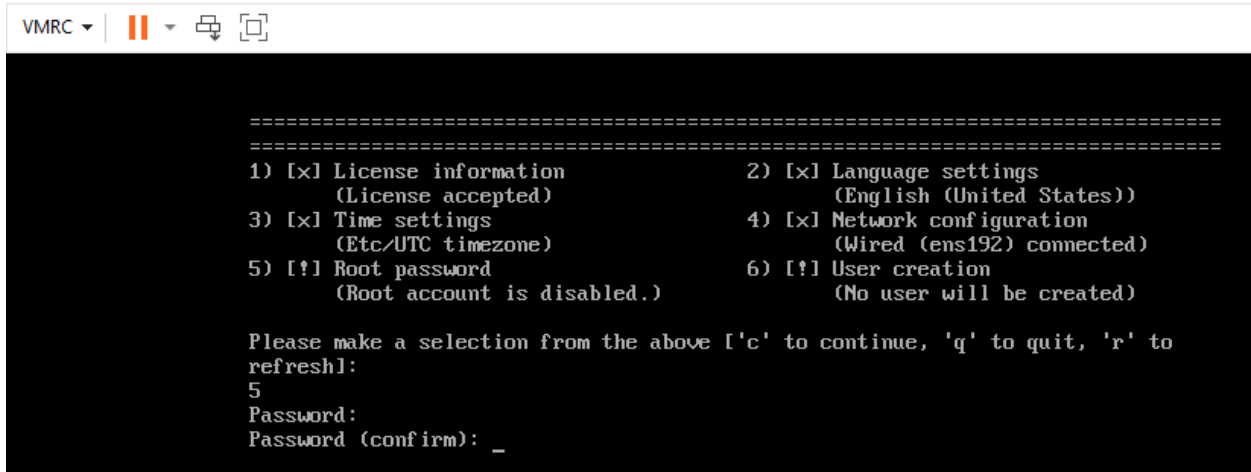 VMRC
================================================================================
================================================================================
1) [x] License information 2) [x] Language settings
(License accepted) (English (United States))
3) [x] Time settings 4) [x] Network configuration
(Etc/UTC timezone) (Wired (ens192) connected)
5) [!] Root password 6) [!] User creation
(Root account is disabled.) (No user will be created)
Please make a selection from the above ['c' to continue, 'q' to quit, 'r' to
refresh]:
5
Password:
Password (confirm): _